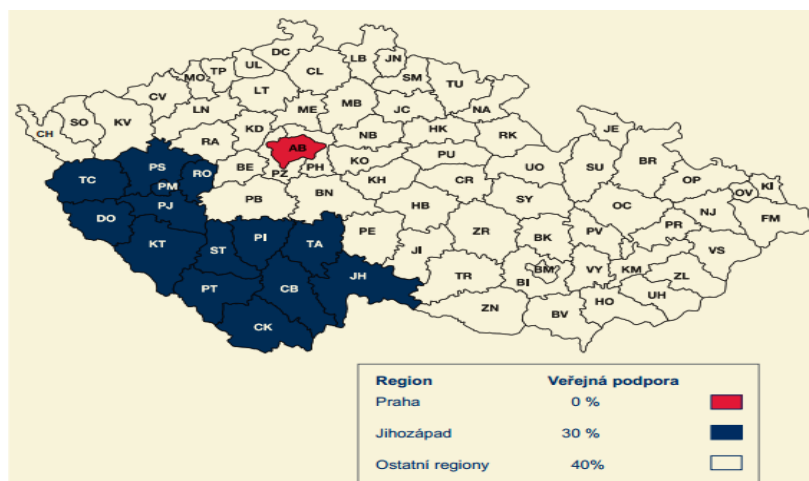 DC
LB JN
TP UL
MO CL SM TU
CV LT
LN ME MB JC NA
SO KV
CH KD NB HK RK JE
RA AB
PS BE PZ PH KO PU UO SU BR
TC PM RO KH CR OP OV KI
PJ PB BN HB SY OC NJ FM
DO PR
KT ST PI TA PE JI ZR BK PV VS
PT CB JH TR BI BM VY KM ZL
CK ZN BV HO UH
Region Veřejná podpora
Praha 0 %
Jihozápad 30 %
Ostatní regiony 40%